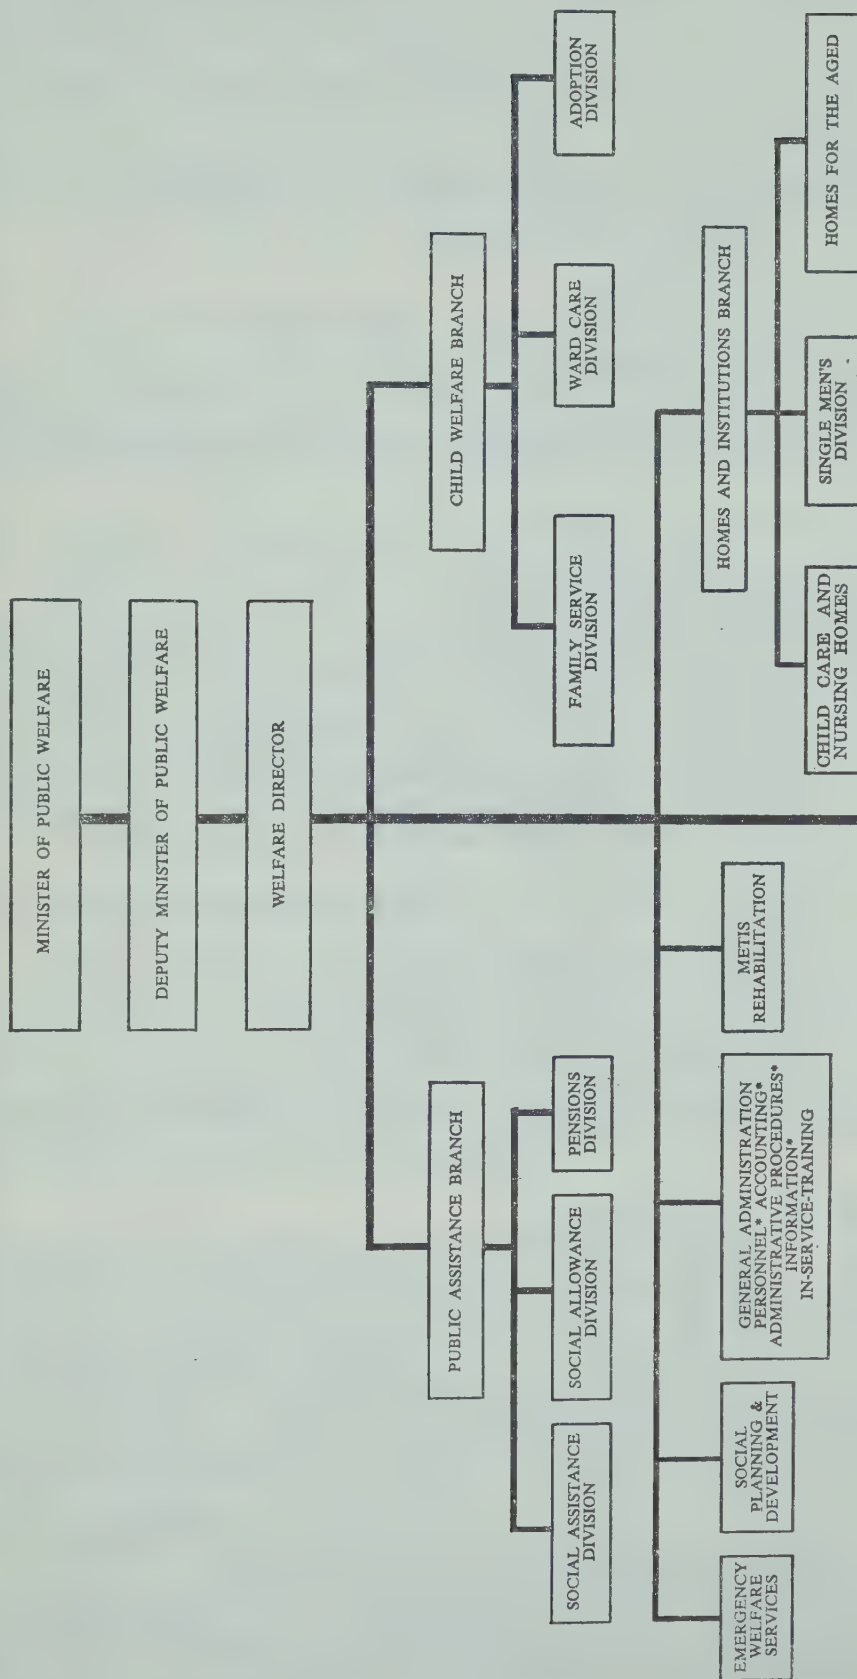 MINISTER OF PUBLIC WELFARE
DEPUTY MINISTER OF PUBLIC WELFARE
WELFARE DIRECTOR
PUBLIC ASSISTANCE BRANCH
CHILD WELFARE BRANCH
SOCIAL ASSISTANCE
DIVISION
SOCIAL ALLOWANCE
DIVISION
PENSIONS
DIVISION
FAMILY SERVICE
DIVISION
WARD CARE
DIVISION
ADOPTION
DIVISION
EMERGENCY
WELFARE
SERVICES
SOCIAL
PLANNING &
DEVELOPMENT
GENERAL ADMINISTRATION
PERSONNEL* ACCOUNTING*
ADMINISTRATIVE PROCEDURES*
INFORMATION*
IN-SERVICE-TRAINING
METIS
REHABILITATION
HOMES AND INSTITUTIONS BRANCH
CHILD CARE AND
NURSING HOMES
SINGLE MEN'S
DIVISION
HOMES FOR THE AGED